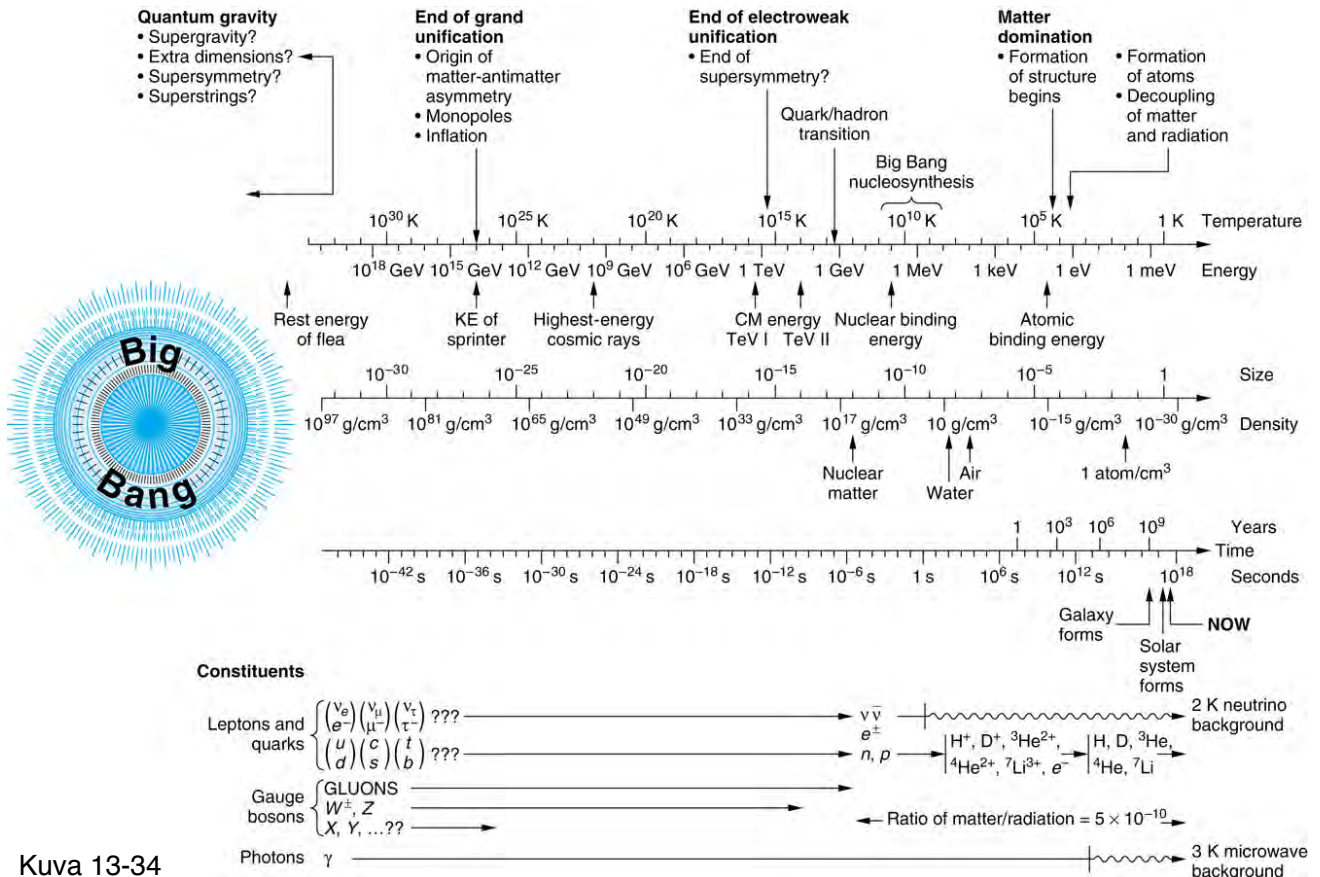 Quantum gravity
• Supergravity?
• Extra dimensions?
• Supersymmetry?
• Superstrings?
End of grand
unification
• Origin of
matter-antimatter
asymmetry
• Monopoles
• Inflation
End of electroweak
unification
• End of
supersymmetry?
Quark/hadron
transition
Big Bang
nucleosynthesis
Matter
domination
• Formation
of structure
begins
• Formation
of atoms
• Decoupling
of matter
and radiation
10³⁰ K 10²⁵ K 10²⁰ K 10¹⁵ K 10¹⁰ K 10⁵ K 1 K Temperature
10¹⁸ GeV 10¹⁵ GeV 10¹² GeV 10⁹ GeV 10⁶ GeV 1 TeV 1 GeV 1 MeV 1 keV 1 eV 1 meV Energy
Rest energy
of flea
KE of
sprinter
Highest-energy
cosmic rays
CM energy
TeV I TeV II
Nuclear binding
energy
Atomic
binding energy
Big
Bang
10⁻³⁰ 10⁻²⁵ 10⁻²⁰ 10⁻¹⁵ 10⁻¹⁰ 10⁻⁵ 1 Size
10⁹⁷ g/cm³ 10⁸¹ g/cm³ 10⁶⁵ g/cm³ 10⁴⁹ g/cm³ 10³³ g/cm³ 10¹⁷ g/cm³ 10 g/cm³ 10⁻¹⁵ g/cm³ 10⁻³⁰ g/cm³ Density
Nuclear
matter
Water
Air
1 atom/cm³
1 10³ 10⁶ 10⁹ Years
Time
10⁻⁴² s 10⁻³⁶ s 10⁻³⁰ s 10⁻²⁴ s 10⁻¹⁸ s 10⁻¹² s 10⁻⁶ s 1 s 10⁶ s 10¹² s 10¹⁸ Seconds
Galaxy
forms
Solar
system
forms
NOW
Constituents
Leptons and
quarks
(νₑ e⁻) (ν_μ μ⁻) (ν_τ τ⁻) ???
(u d) (c s) (t b) ???
ν ν̅
e±
n, p
H⁺, D⁺, ³He²⁺,
⁴He²⁺, ⁷Li³⁺, e⁻
H, D, ³He,
⁴He, ⁷Li
2 K neutrino
background
Gauge
bosons
GLUONS
W±, Z
X, Y, ...??
Ratio of matter/radiation = 5 × 10⁻¹⁰
Photons γ
3 K microwave
background
Kuva 13-34